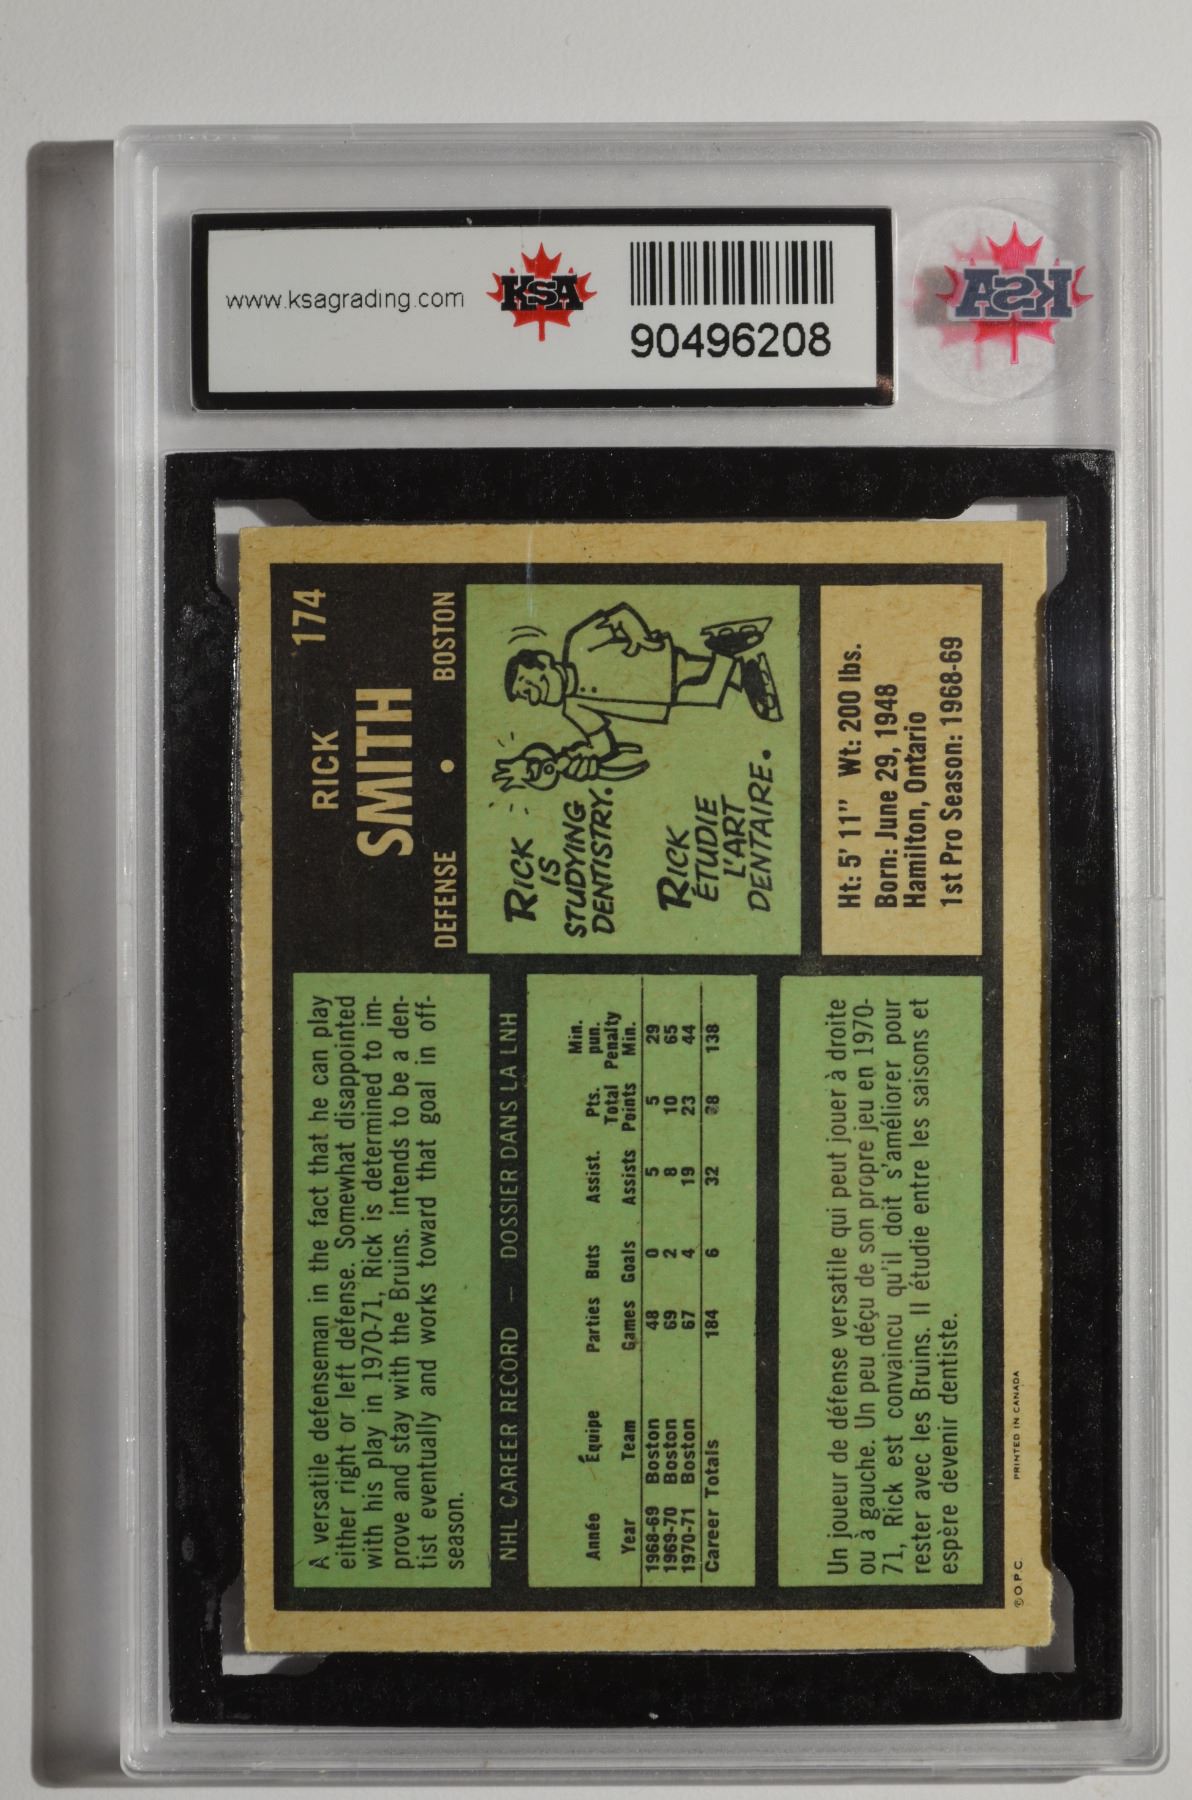 www.ksagrading.com
KSA
90496208
KSA
174
RICK
SMITH
DEFENSE • BOSTON
RICK
IS
STUDYING
DENTISTRY.
RICK
ÉTUDIE
L'ART
DENTAIRE.
Ht: 5' 11" Wt: 200 lbs.
Born: June 29, 1948
Hamilton, Ontario
1st Pro Season: 1968-69
A versatile defenseman in the fact that he can play
either right or left defense. Somewhat disappointed
with his play in 1970-71, Rick is determined to im-
prove and stay with the Bruins. intends to be a den-
tist eventually and works toward that goal in off-
season.
NHL CAREER RECORD — DOSSIER DANS LA LNH
Année Équipe Parties Buts Assist. Pts. Min. pun.
Year Team Games Goals Assists Total Points Penalty Min.
1968-69 Boston 48 0 5 5 29
1969-70 Boston 69 2 8 10 65
1970-71 Boston 67 4 19 23 44
Career Totals 184 6 32 38 138
Un joueur de défense versatile qui peut jouer à droite
ou à gauche. Un peu déçu de son propre jeu en 1970-
71, Rick est convaincu qu'il doit s'améliorer pour
rester avec les Bruins. Il étudie entre les saisons et
espère devenir dentiste.
©O.P.C. PRINTED IN CANADA